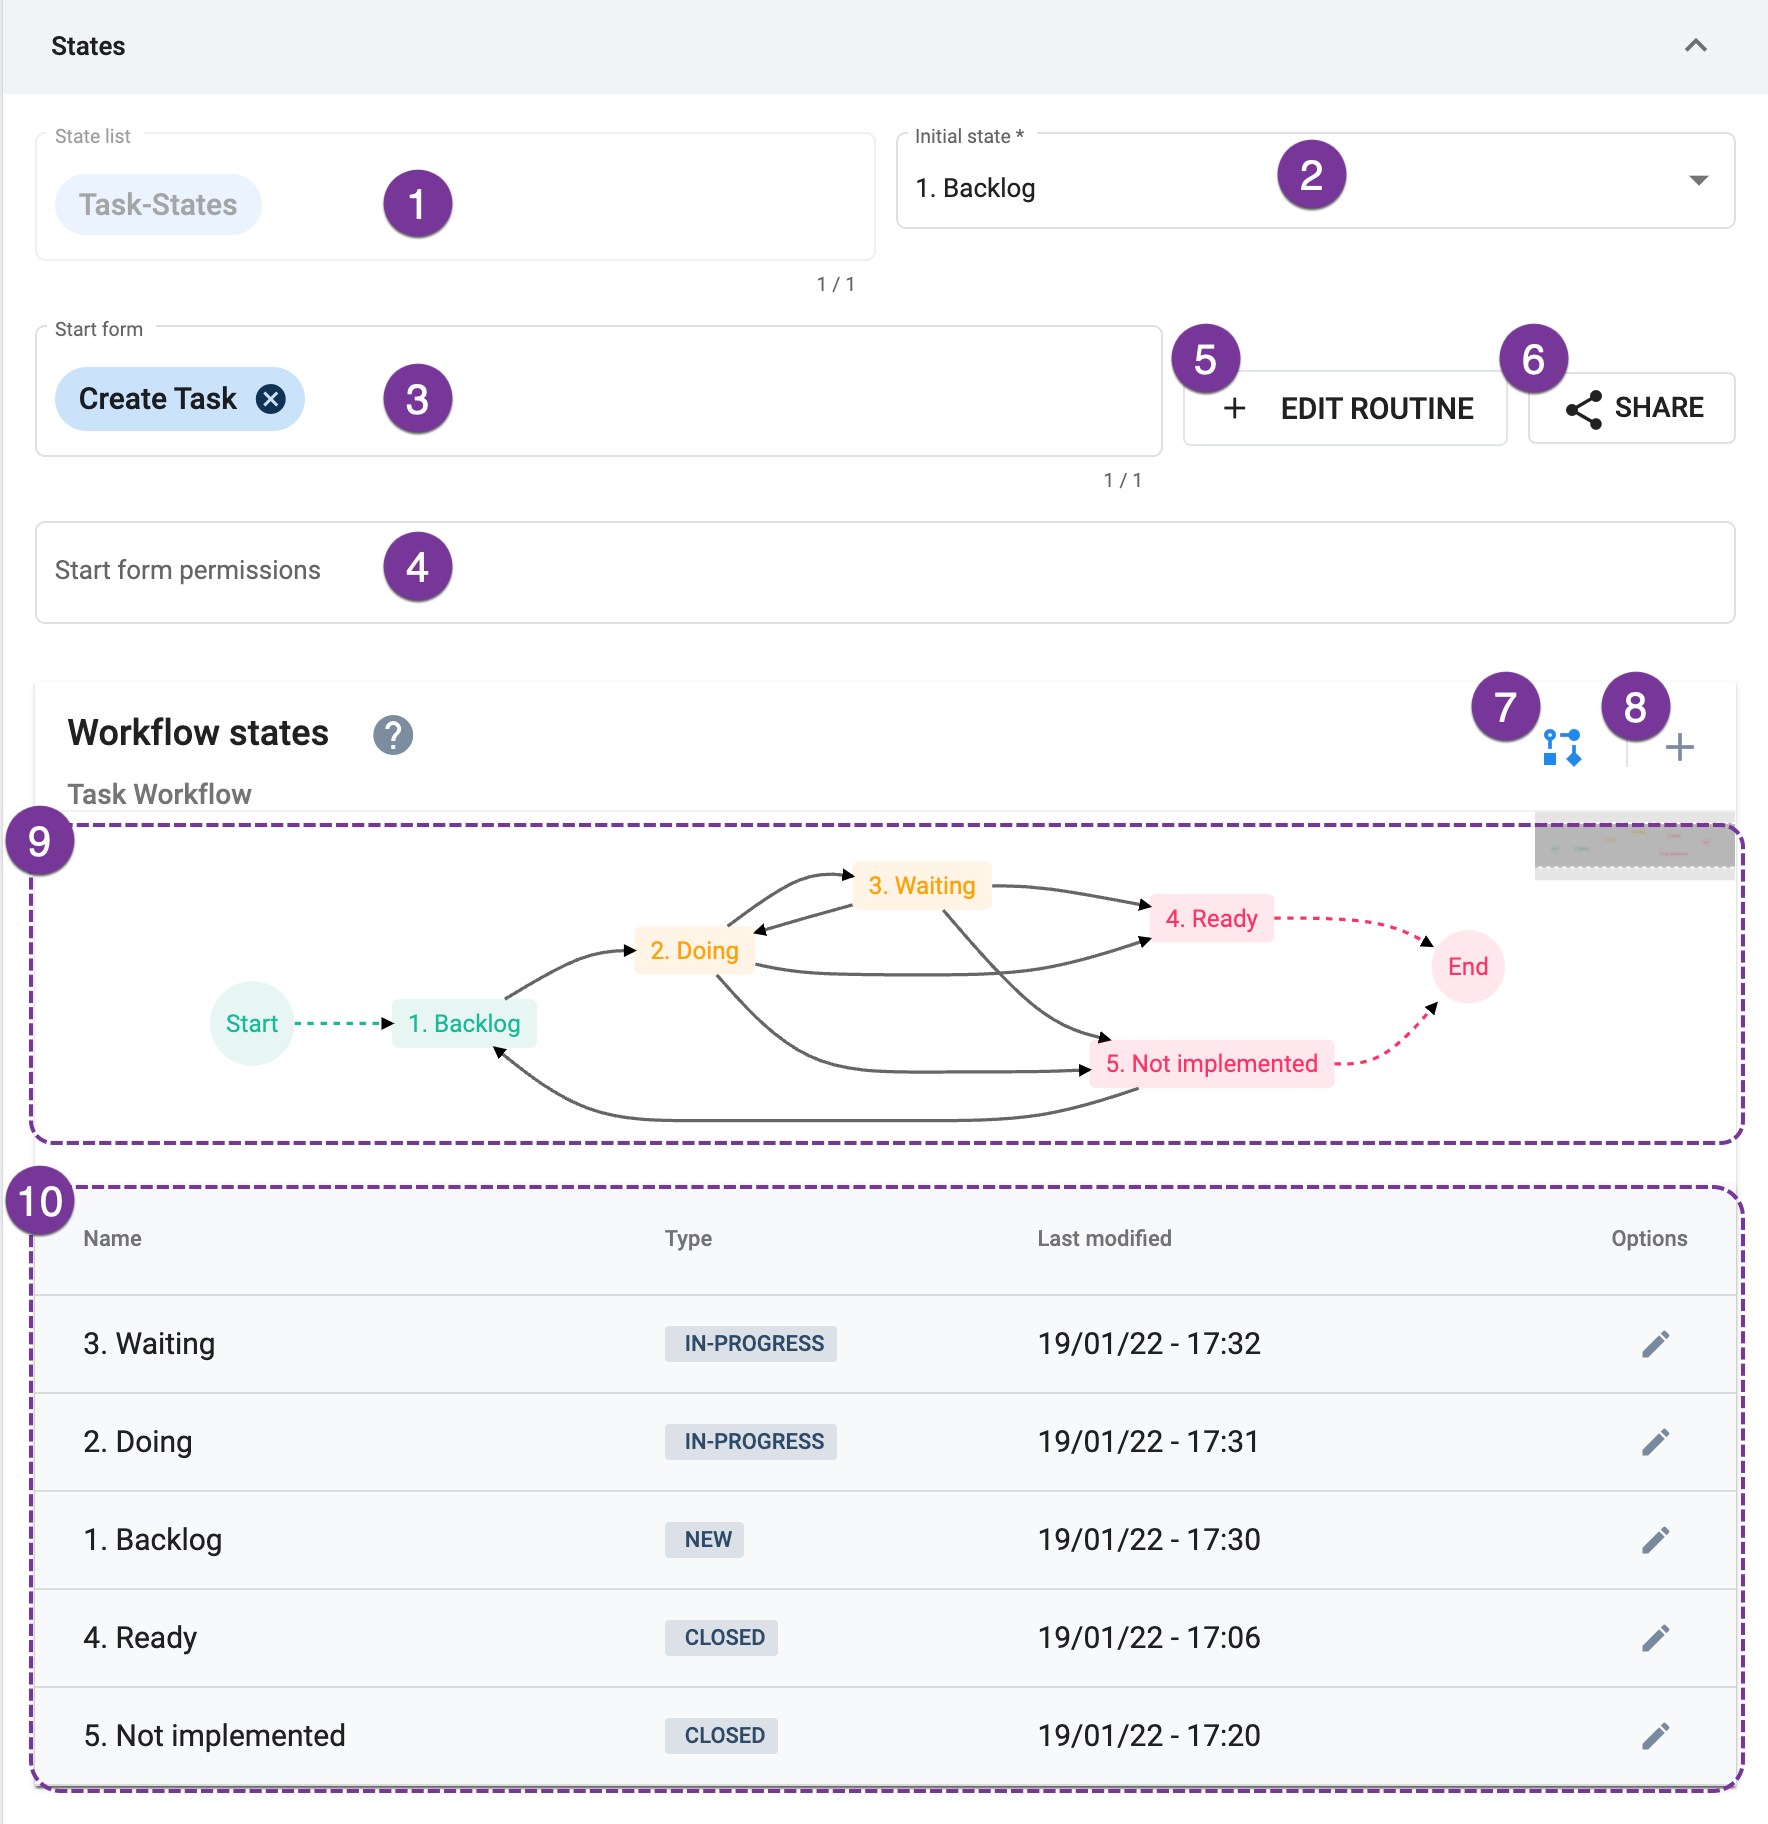 States
State list
Initial state *
Task-States
1
1. Backlog
2
1 / 1
Start form
Create Task
3
5
EDIT ROUTINE
6
SHARE
1 / 1
Start form permissions
4
Workflow states
?
7
8
Task Workflow
9
3. Waiting
4. Ready
2. Doing
End
Start
1. Backlog
5. Not implemented
10
Name Type Last modified Options
3. Waiting IN-PROGRESS 19/01/22 - 17:32
2. Doing IN-PROGRESS 19/01/22 - 17:31
1. Backlog NEW 19/01/22 - 17:30
4. Ready CLOSED 19/01/22 - 17:06
5. Not implemented CLOSED 19/01/22 - 17:20